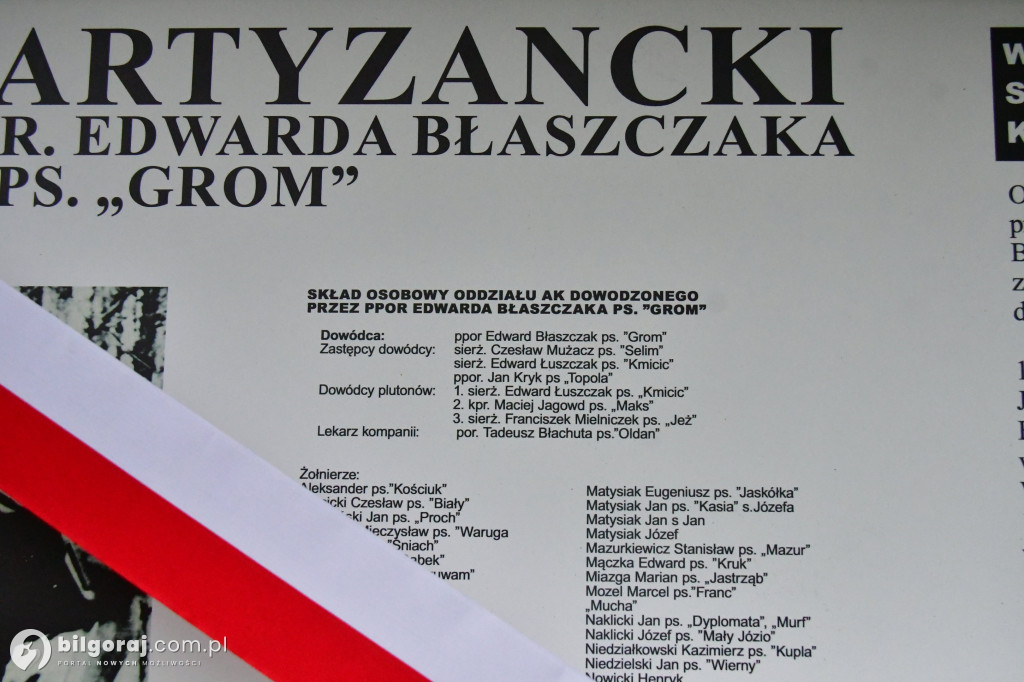 ARTYZANCKI
R. EDWARDA BŁASZCZAKA
PS. „GROM”
SKŁAD OSOBOWY ODDZIAŁU AK DOWODZONEGO
PRZEZ PPOR EDWARDA BŁASZCZAKA PS. ”GROM”
Dowódca: ppor Edward Błaszczak ps. ”Grom”
Zastępcy dowódcy: sierż. Czesław Mużacz ps. ”Selim”
sierż. Edward Łuszczak ps. ”Kmicic”
ppor. Jan Kryk ps „Topola”
Dowódcy plutonów: 1. sierż. Edward Łuszczak ps. „Kmicic”
2. kpr. Maciej Jagowd ps. „Maks”
3. sierż. Franciszek Mielniczek ps. „Jeż”
Lekarz kompanii: por. Tadeusz Błachuta ps.”Oldan”
Żołnierze:
Aleksander ps.”Kościuk”
Czesław ps. ”Biały”
Jan ps. „Proch”
ps. ”Waruga
”Śniach”
Matysiak Eugeniusz ps. ”Jaskółka”
Matysiak Jan ps. ”Kasia” s.Józefa
Matysiak Jan s Jan
Matysiak Józef
Mazurkiewicz Stanisław ps. „Mazur”
Mączka Edward ps. ”Kruk”
Miazga Marian ps. „Jastrząb”
Mozel Marcel ps.”Franc”
„Mucha”
Naklicki Jan ps. „Dyplomata”, „Murf”
Naklicki Józef ps. ”Mały Józio”
Niedziałkowski Kazimierz ps. ”Kupla”
Niedzielski Jan ps. ”Wierny”
Nowicki Henryk
W
S
K
bilgoraj.com.pl
PORTAL NOWYCH MOŻLIWOŚCI